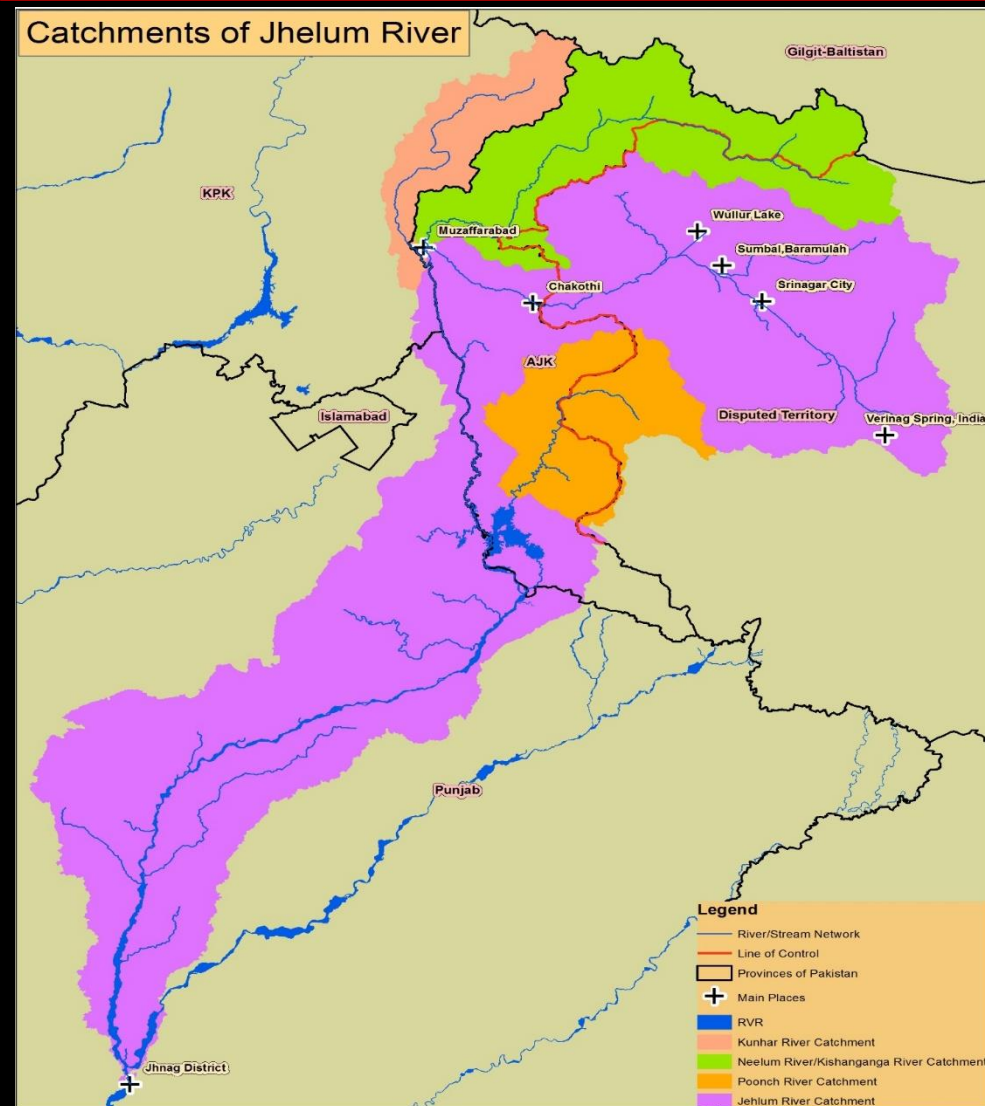 Catchments of Jhelum River
Gilgit-Baltistan
KPK
Wullur Lake
Muzaffarabad
Sumbal,Baramulah
Chakothi
Srinagar City
AJK
Islamabad
Disputed Territory
Verinag Spring, India
Punjab
Jhnag District
Legend
River/Stream Network
Line of Control
Provinces of Pakistan
Main Places
RVR
Kunhar River Catchment
Neelum River/Kishanganga River Catchment
Poonch River Catchment
Jehlum River Catchment